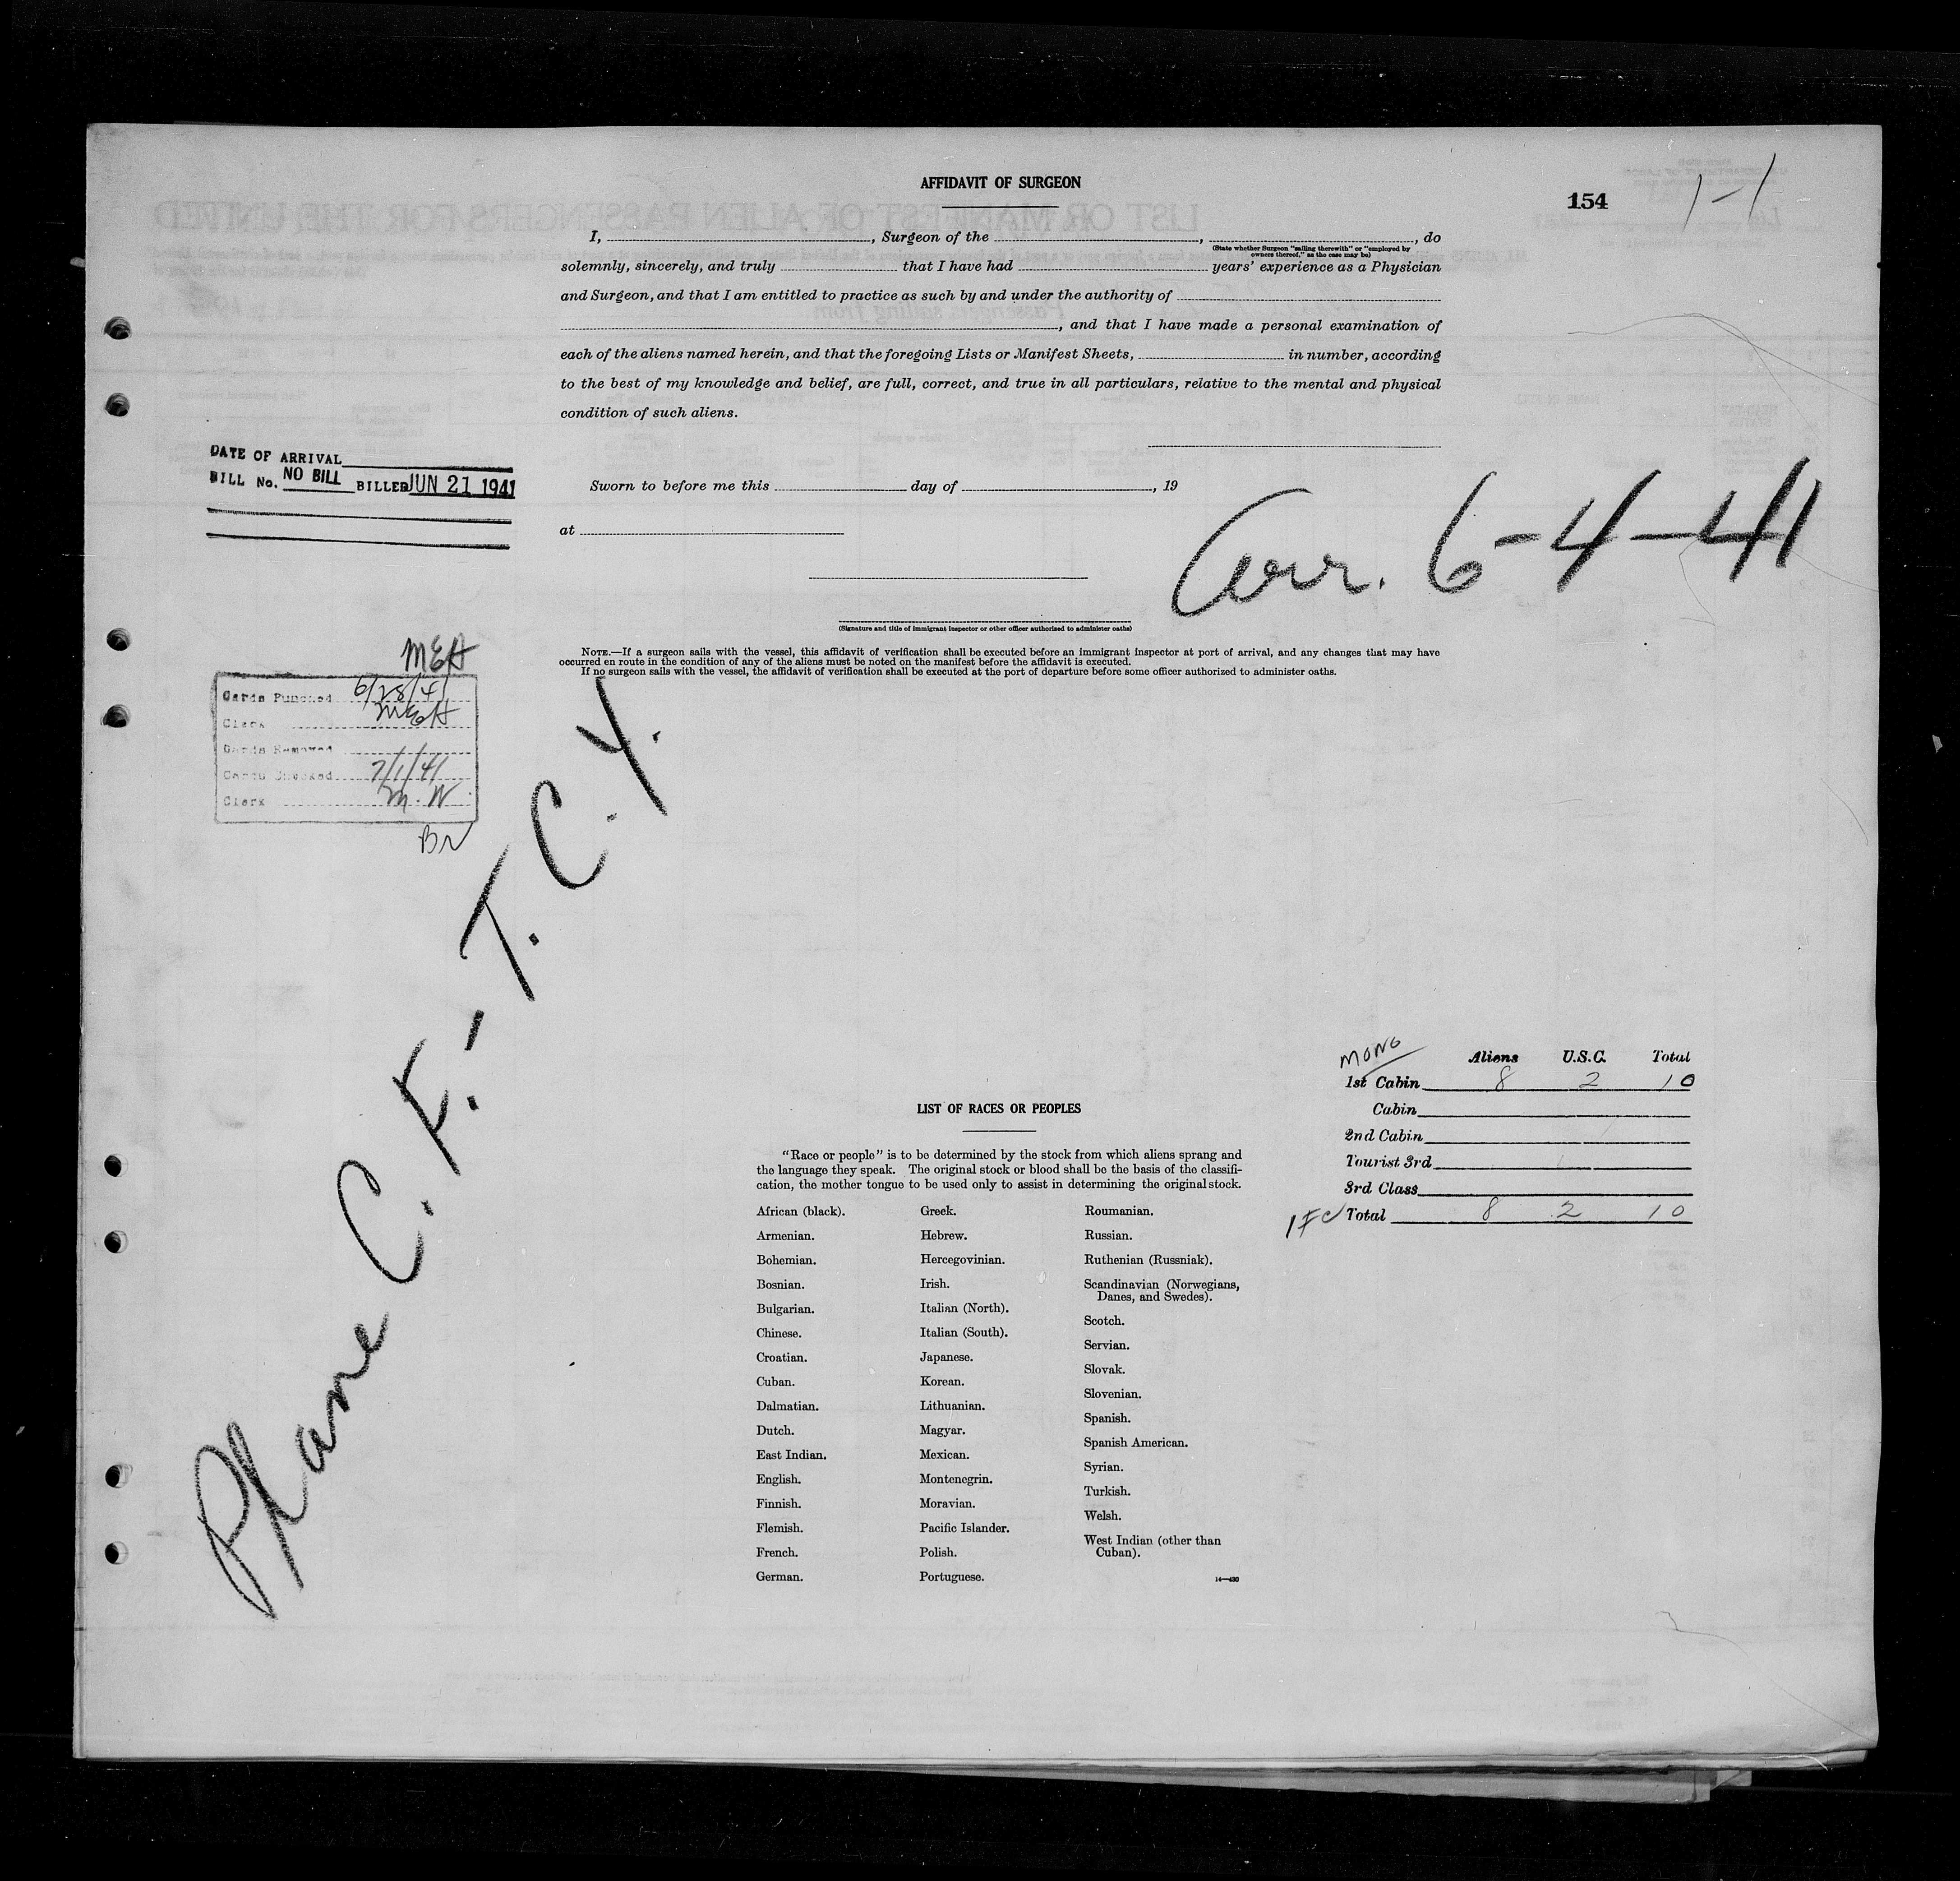 AFFIDAVIT OF SURGEON
154
1-1
I, , Surgeon of the , , do
(State whether Surgeon "sailing therewith" or "employed by
owners thereof," as the case may be)
solemnly, sincerely, and truly that I have had years' experience as a Physician
and Surgeon, and that I am entitled to practice as such by and under the authority of
, and that I have made a personal examination of
each of the aliens named herein, and that the foregoing Lists or Manifest Sheets, in number, according
to the best of my knowledge and belief, are full, correct, and true in all particulars, relative to the mental and physical
condition of such aliens.
DATE OF ARRIVAL
BILL No. NO BILL BILLED JUN 21 1941
Sworn to before me this day of , 19
at
Arr. 6-4-41
(Signature and title of immigrant inspector or other officer authorized to administer oaths)
NOTE.—If a surgeon sails with the vessel, this affidavit of verification shall be executed before an immigrant inspector at port of arrival, and any changes that may have
occurred en route in the condition of any of the aliens must be noted on the manifest before the affidavit is executed.
If no surgeon sails with the vessel, the affidavit of verification shall be executed at the port of departure before some officer authorized to administer oaths.
MEH
Cards Punched 6/28/41
Clerk MEH
Cards Removed
Cards Checked 7/1/41
Clerk M. W
Br
Plane C. F.- T. C. Y.
MONO
Aliens U.S.C. Total
1st Cabin 8 2 10
Cabin
2nd Cabin
Tourist 3rd
3rd Class
Total 8 2 10
LIST OF RACES OR PEOPLES
"Race or people" is to be determined by the stock from which aliens sprang and
the language they speak. The original stock or blood shall be the basis of the classifi-
cation, the mother tongue to be used only to assist in determining the original stock.
African (black).
Armenian.
Bohemian.
Bosnian.
Bulgarian.
Chinese.
Croatian.
Cuban.
Dalmatian.
Dutch.
East Indian.
English.
Finnish.
Flemish.
French.
German.
Greek.
Hebrew.
Hercegovinian.
Irish.
Italian (North).
Italian (South).
Japanese.
Korean.
Lithuanian.
Magyar.
Mexican.
Montenegrin.
Moravian.
Pacific Islander.
Polish.
Portuguese.
Roumanian.
Russian.
Ruthenian (Russniak).
Scandinavian (Norwegians,
Danes, and Swedes).
Scotch.
Servian.
Slovak.
Slovenian.
Spanish.
Spanish American.
Syrian.
Turkish.
Welsh.
West Indian (other than
Cuban).
14—430